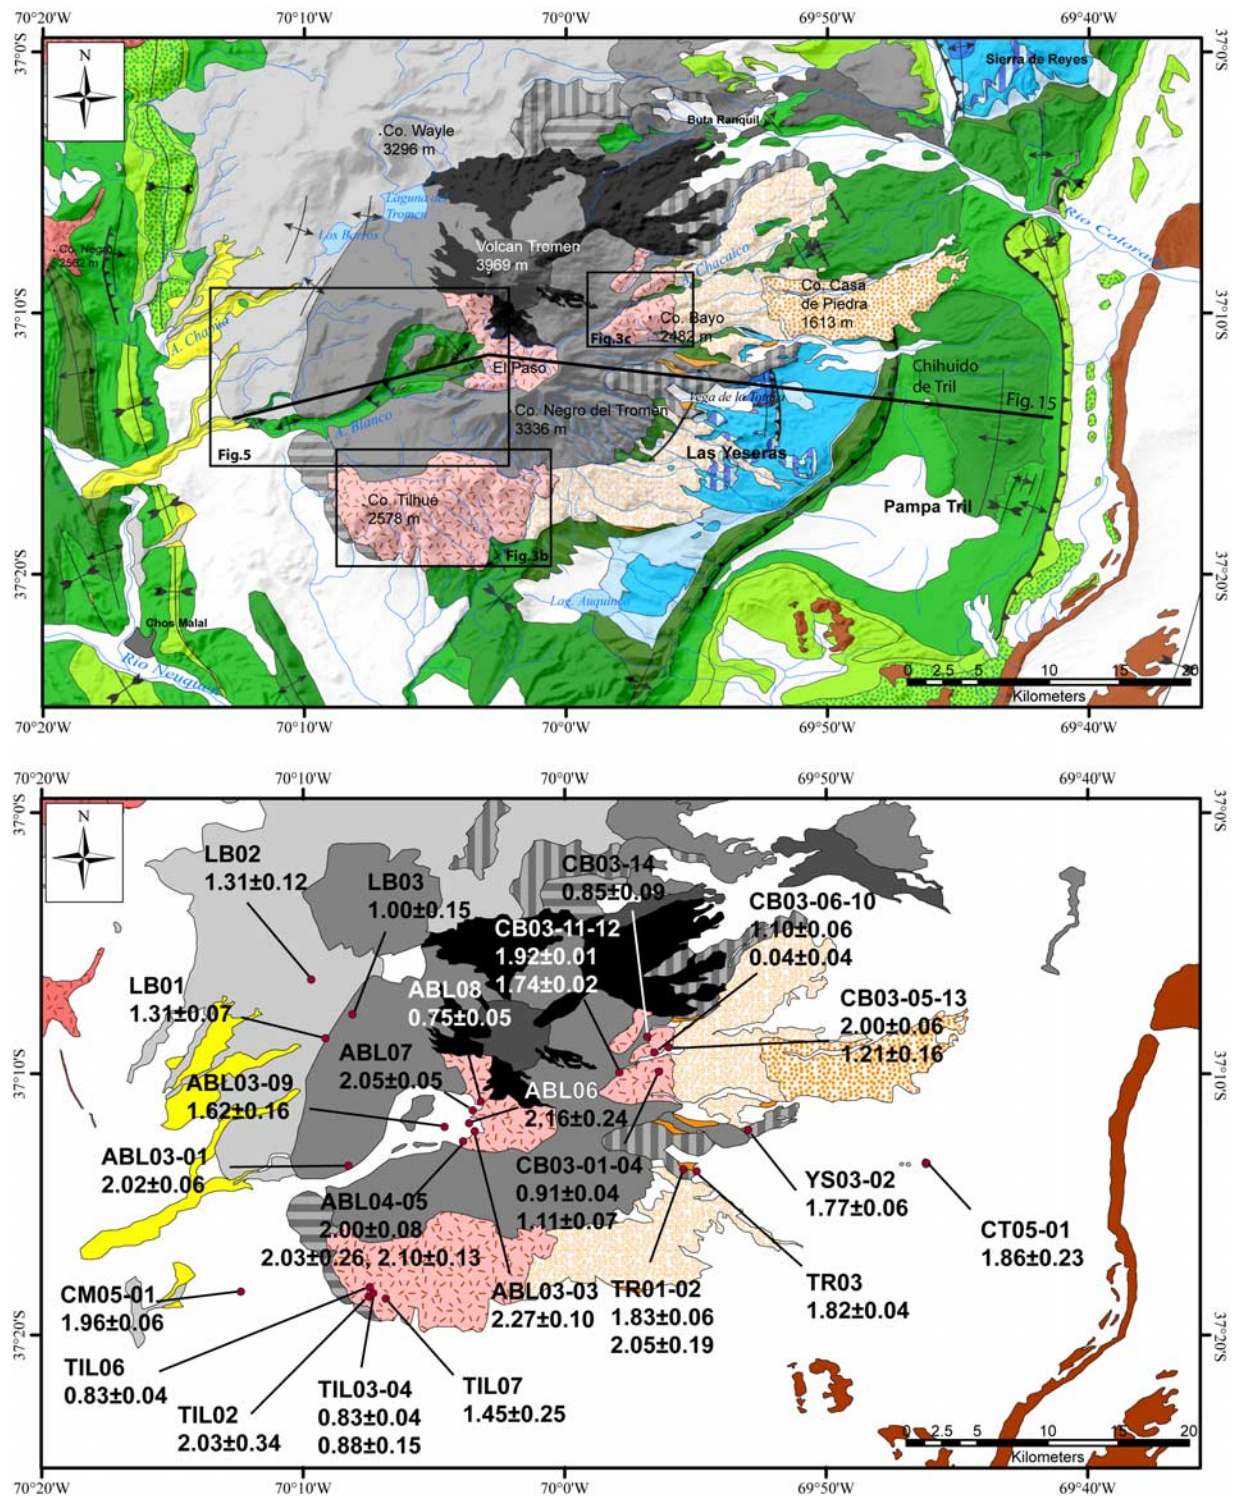 70°20'W 70°10'W 70°0'W 69°50'W 69°40'W
37°0'S 37°0'S
N
Sierra de Reyes
Buta Ranquil
Co. Wayle
3296 m
Laguna del
Tromen
Los Barros
Rio Colorado
Co. Negro
2562 m
Volcan Tromen
3969 m
Chacaico
37°10'S 37°10'S
Co. Casa
de Piedra
1613 m
Co. Bayo
2482 m
Fig.3c
A. Chapua
El Paso
Chihuido
de Tril
Vega de la Torta
Fig. 15
Co. Negro del Tromen
3336 m
A. Blanco
Fig.5
Las Yeseras
Co. Tilhué
2578 m
Pampa Tril
Fig.3b
37°20'S 37°20'S
Lag. Auquinco
Chos Malal
Rio Neuquen
0 2.5 5 10 15 20
Kilometers
70°20'W 70°10'W 70°0'W 69°50'W 69°40'W
70°20'W 70°10'W 70°0'W 69°50'W 69°40'W
37°0'S 37°0'S
N
LB02
1.31±0.12
LB03
1.00±0.15
CB03-14
0.85±0.09
CB03-06-10
1.10±0.06
0.04±0.04
CB03-11-12
1.92±0.01
1.74±0.02
LB01
1.31±0.07
ABL08
0.75±0.05
CB03-05-13
2.00±0.06
1.21±0.16
ABL07
2.05±0.05
37°10'S 37°10'S
ABL03-09
1.62±0.16
ABL06
2.16±0.24
ABL03-01
2.02±0.06
CB03-01-04
0.91±0.04
1.11±0.07
YS03-02
1.77±0.06
ABL04-05
2.00±0.08
2.03±0.26, 2.10±0.13
CT05-01
1.86±0.23
CM05-01
1.96±0.06
ABL03-03
2.27±0.10
TR01-02
1.83±0.06
2.05±0.19
TR03
1.82±0.04
37°20'S 37°20'S
TIL06
0.83±0.04
TIL02
2.03±0.34
TIL03-04
0.83±0.04
0.88±0.15
TIL07
1.45±0.25
0 2.5 5 10 15 20
Kilometers
70°20'W 70°10'W 70°0'W 69°50'W 69°40'W